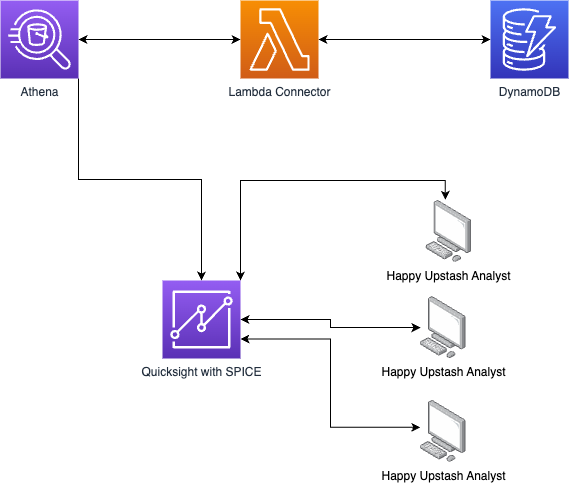 Athena
Lambda Connector
DynamoDB
Happy Upstash Analyst
Quicksight with SPICE
Happy Upstash Analyst
Happy Upstash Analyst